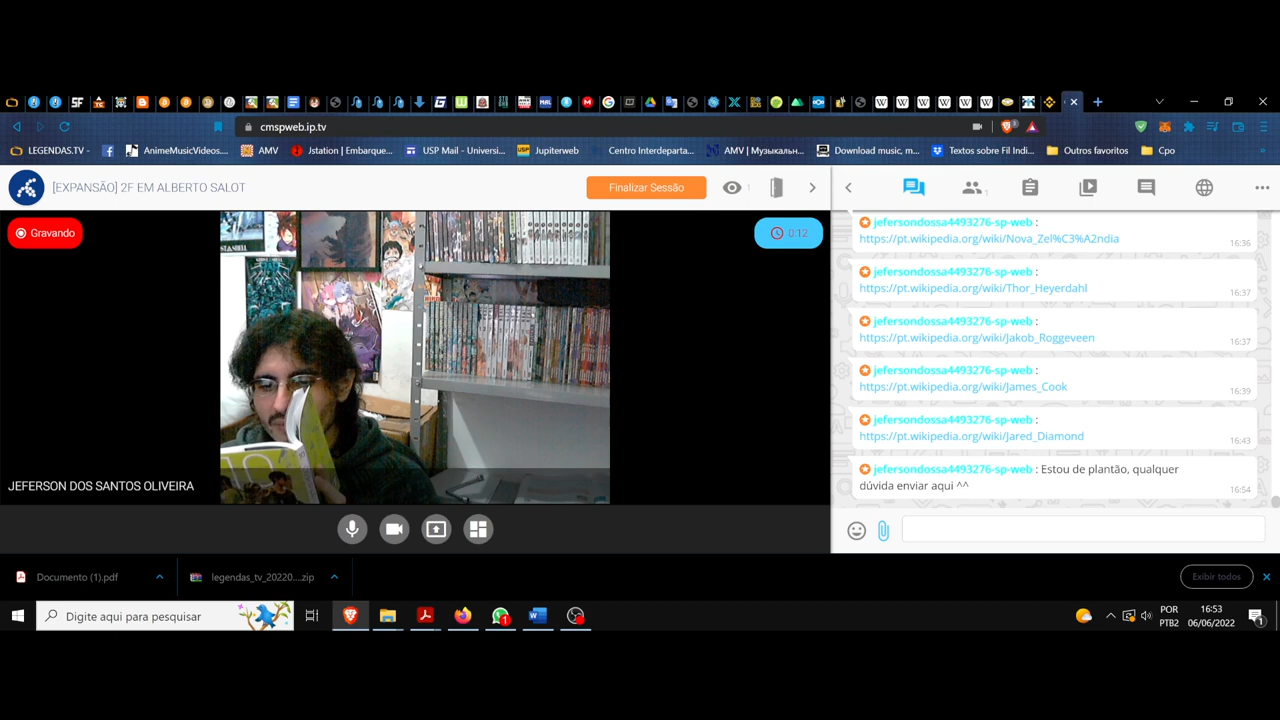 cmspweb.ip.tv
LEGENDAS.TV -
AnimeMusicVideos...
AMV
Jstation | Embarque...
USP Mail - Universi...
Jupiterweb
Centro Interdeparta...
AMV | Музыкальн...
Download music, m...
Textos sobre Fil Indi...
Outros favoritos
Cpo
[EXPANSÃO] 2F EM ALBERTO SALOT
Finalizar Sessão
1
1
Gravando
0:12
JEFERSON DOS SANTOS OLIVEIRA
jefersondossa4493276-sp-web :
https://pt.wikipedia.org/wiki/Nova_Zel%C3%A2ndia
16:36
jefersondossa4493276-sp-web :
https://pt.wikipedia.org/wiki/Thor_Heyerdahl
16:37
jefersondossa4493276-sp-web :
https://pt.wikipedia.org/wiki/Jakob_Roggeveen
16:37
jefersondossa4493276-sp-web :
https://pt.wikipedia.org/wiki/James_Cook
16:39
jefersondossa4493276-sp-web :
https://pt.wikipedia.org/wiki/Jared_Diamond
16:43
jefersondossa4493276-sp-web : Estou de plantão, qualquer
dúvida enviar aqui ^^
16:54
Documento (1).pdf
legendas_tv_20220....zip
Exibir todos
Digite aqui para pesquisar
POR
PTB2
16:53
06/06/2022